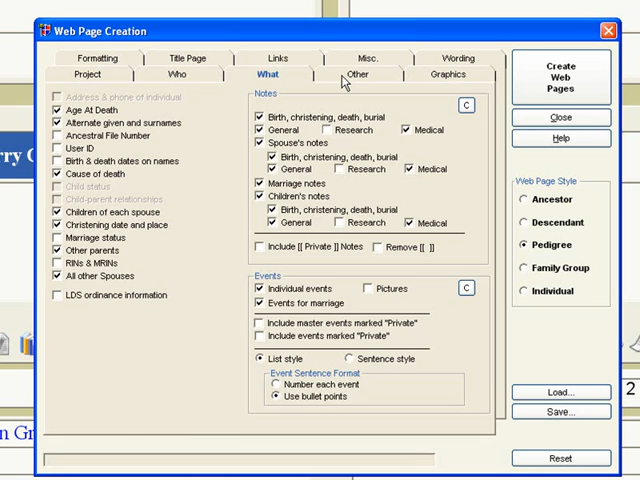 Web Page Creation
Formatting Title Page Links Misc. Wording
Project Who What Other Graphics
Address & phone of individual
Age At Death
Alternate given and surnames
Ancestral File Number
User ID
Birth & death dates on names
Cause of death
Child status
Child-parent relationships
Children of each spouse
Christening date and place
Marriage status
Other parents
RINs & MRINs
All other Spouses
LDS ordinance information
Notes
C
Birth, christening, death, burial
General Research Medical
Spouse's notes
Birth, christening, death, burial
General Research Medical
Marriage notes
Children's notes
Birth, christening, death, burial
General Research Medical
Include [[ Private ]] Notes Remove [[ ]]
Events
C
Individual events Pictures
Events for marriage
Include master events marked "Private"
Include events marked "Private"
List style Sentence style
Event Sentence Format
Number each event
Use bullet points
Create
Web
Pages
Close
Help
Web Page Style
Ancestor
Descendant
Pedigree
Family Group
Individual
Load...
Save...
Reset
rry
2
n Gr